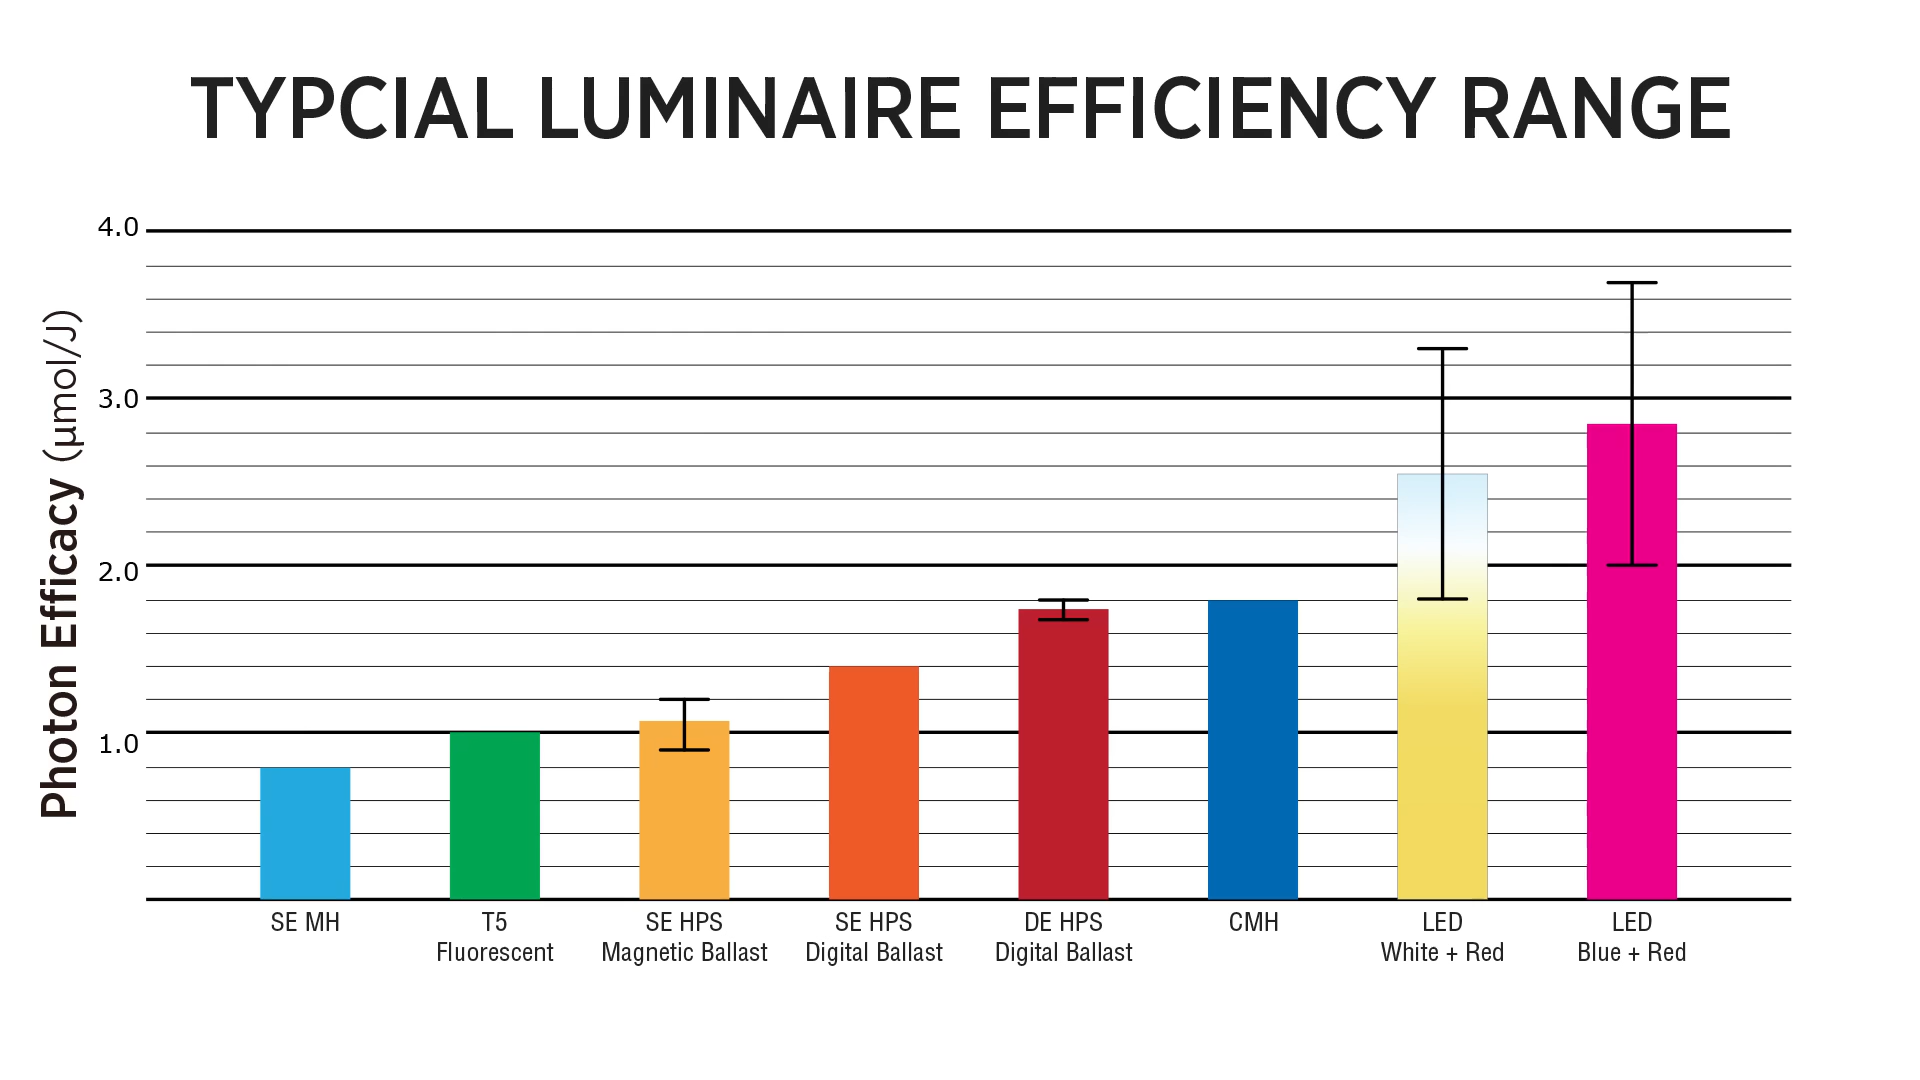 TYPCIAL LUMINAIRE EFFICIENCY RANGE
Photon Efficacy (µmol/J)
4.0
3.0
2.0
1.0
SE MH
T5
Fluorescent
SE HPS
Magnetic Ballast
SE HPS
Digital Ballast
DE HPS
Digital Ballast
CMH
LED
White + Red
LED
Blue + Red